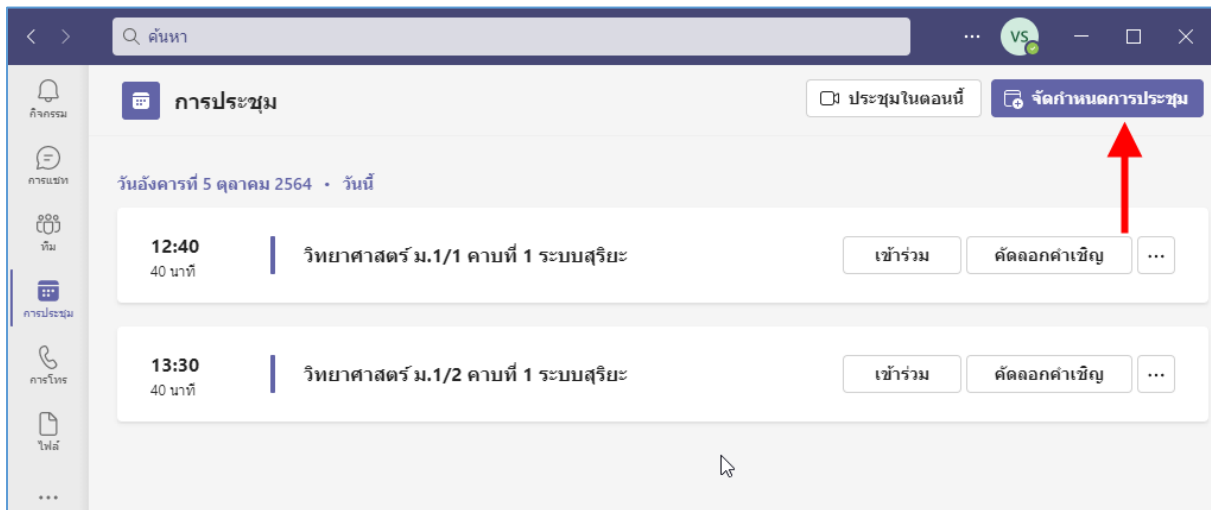 ค้นหา
VS
กิจกรรม
การแชท
ทีม
การประชุม
การโทร
ไฟล์
การประชุม
ประชุมในตอนนี้
จัดกำหนดการประชุม
วันอังคารที่ 5 ตุลาคม 2564 • วันนี้
12:40
40 นาที
วิทยาศาสตร์ ม.1/1 คาบที่ 1 ระบบสุริยะ
เข้าร่วม
คัดลอกคำเชิญ
13:30
40 นาที
วิทยาศาสตร์ ม.1/2 คาบที่ 1 ระบบสุริยะ
เข้าร่วม
คัดลอกคำเชิญ